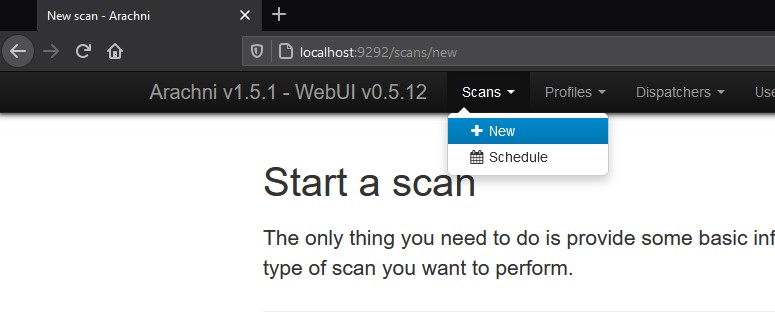 New scan - Arachni
localhost:9292/scans/new
Arachni v1.5.1 - WebUI v0.5.12 Scans Profiles Dispatchers Use
New
Schedule
Start a scan
The only thing you need to do is provide some basic inf
type of scan you want to perform.